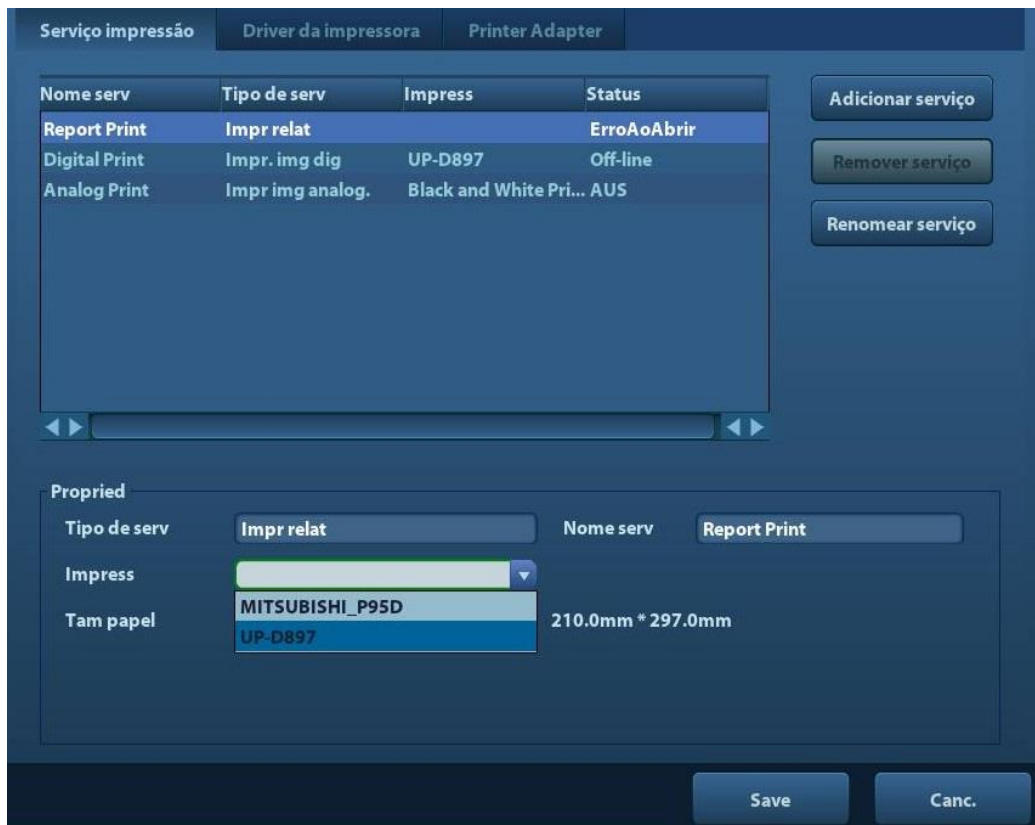 Serviço impressão Driver da impressora Printer Adapter
Nome serv Tipo de serv Impress Status
Report Print Impr relat ErroAoAbrir
Digital Print Impr. img dig UP-D897 Off-line
Analog Print Impr img analog. Black and White Pri... AUS
Adicionar serviço
Remover serviço
Renomear serviço
Propried
Tipo de serv Impr relat Nome serv Report Print
Impress
MITSUBISHI_P95D
Tam papel 210.0mm * 297.0mm
UP-D897
Save Canc.